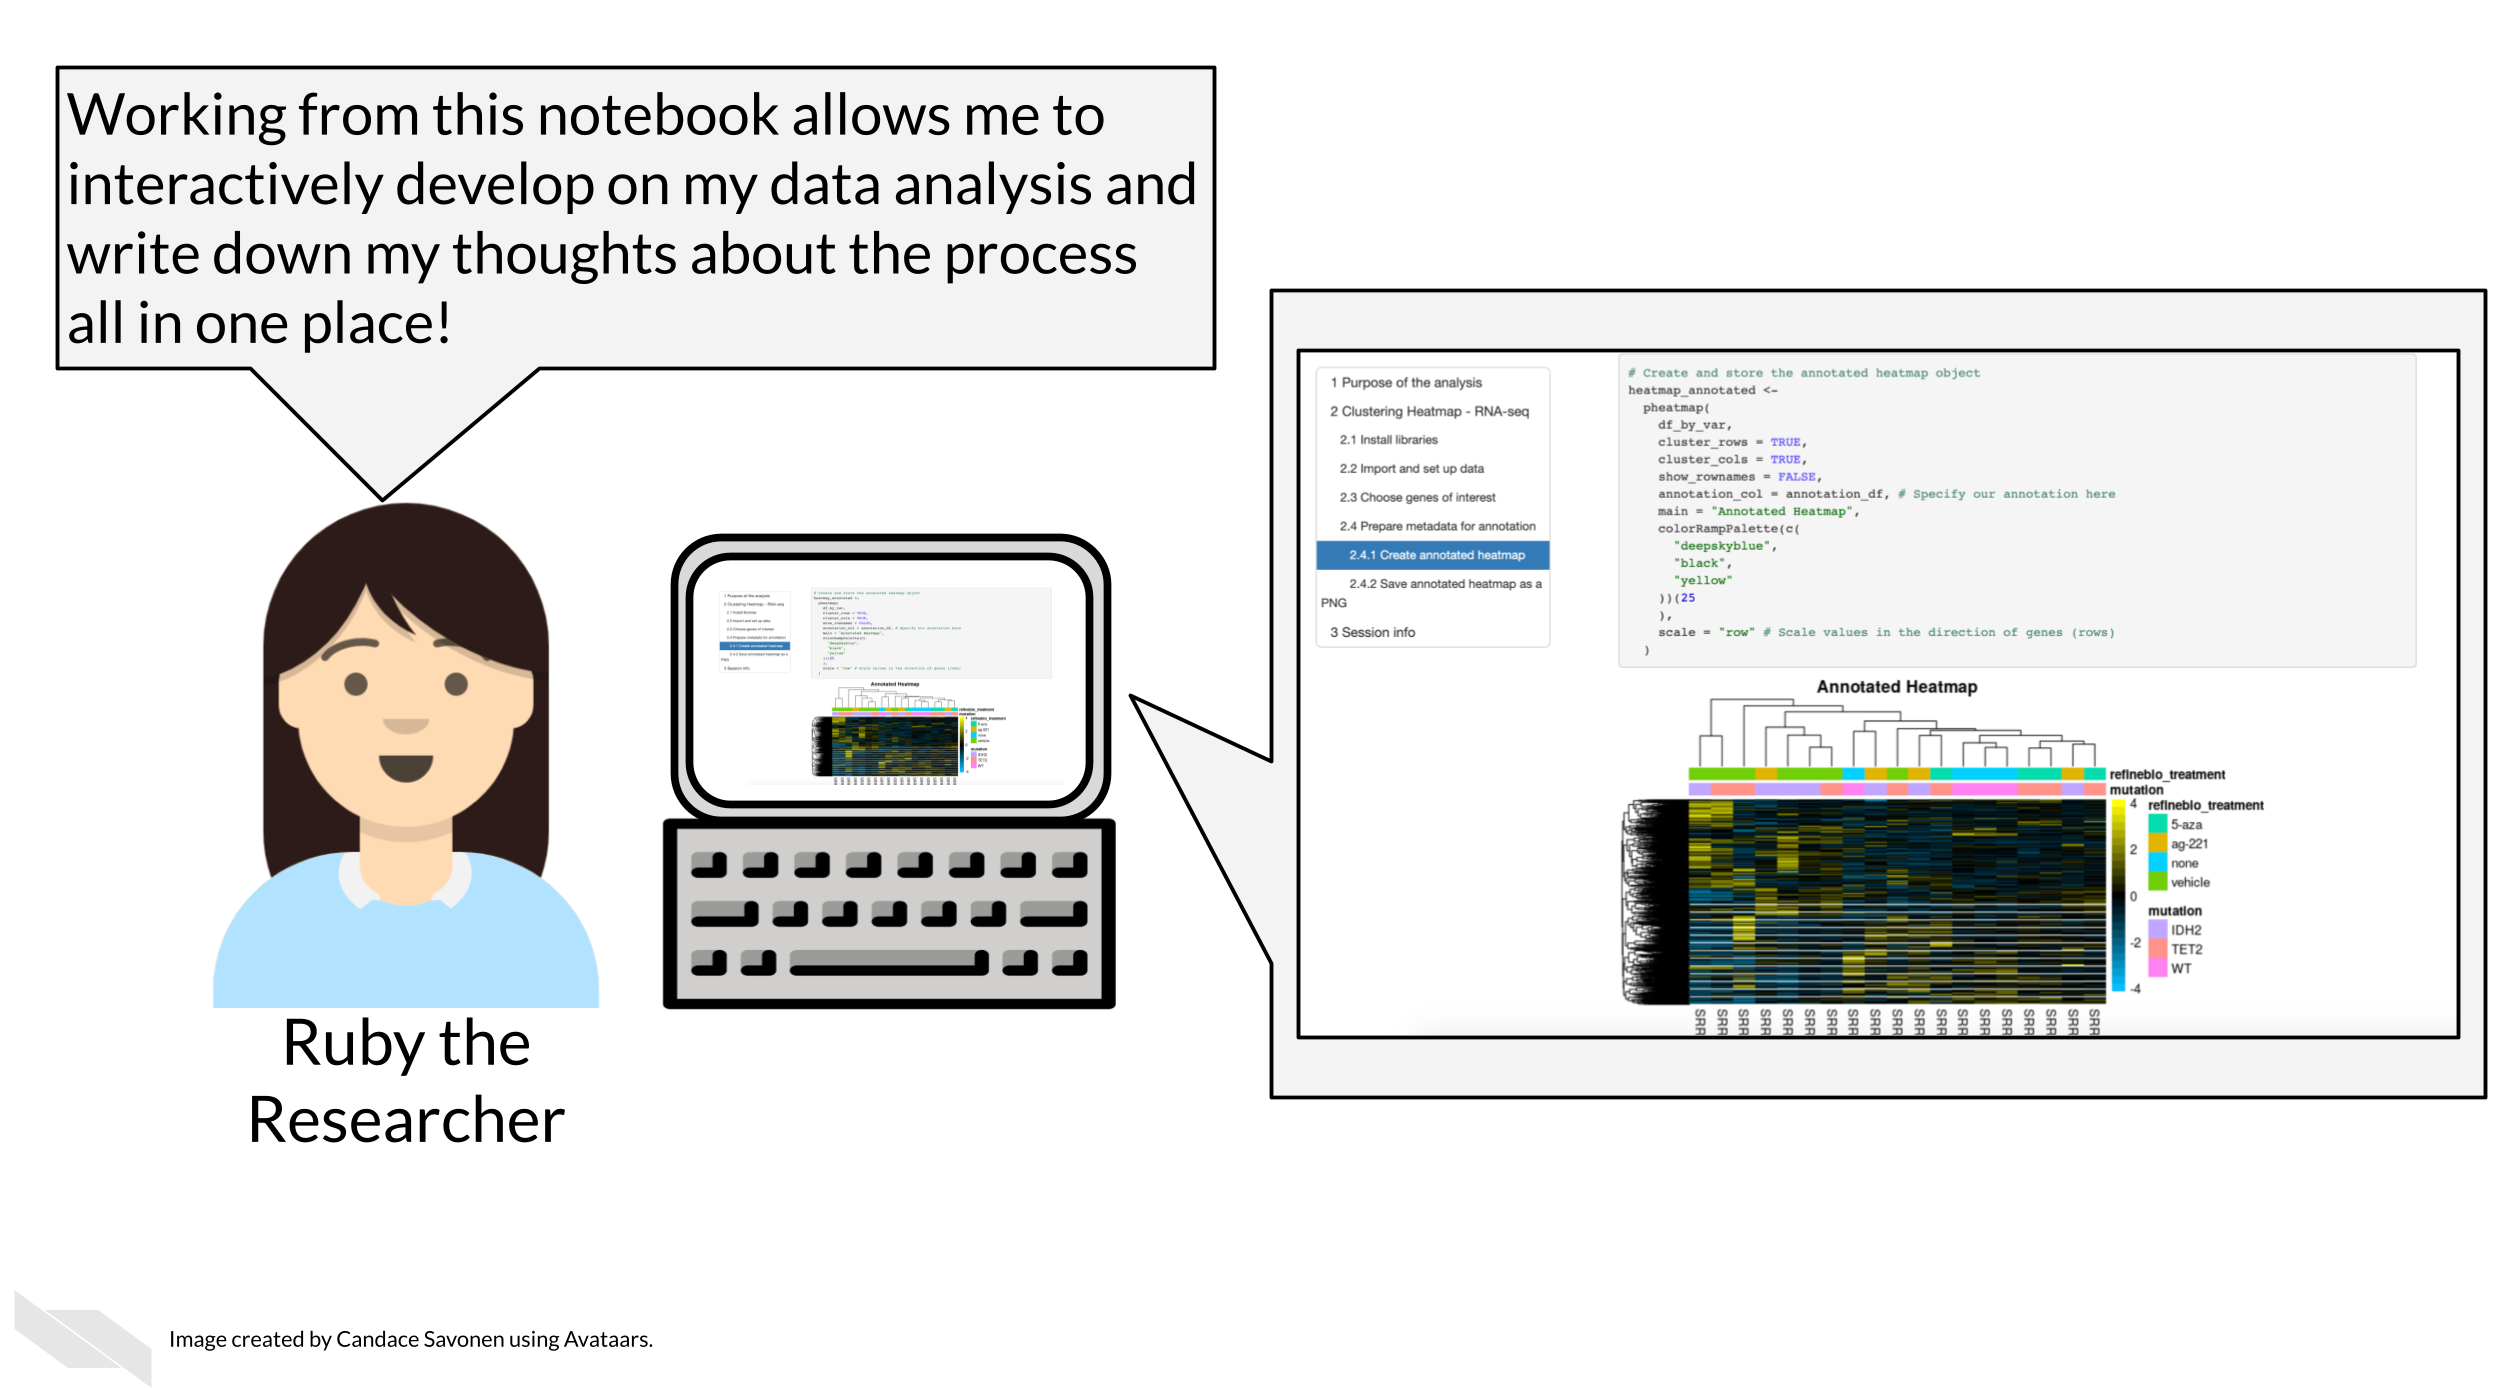 Working from this notebook allows me to
interactively develop on my data analysis and
write down my thoughts about the process
all in one place!
Ruby the
Researcher
1 Purpose of the analysis
2 Clustering Heatmap - RNA-seq
2.1 Install libraries
2.2 Import and set up data
2.3 Choose genes of interest
2.4 Prepare metadata for annotation
2.4.1 Create annotated heatmap
2.4.2 Save annotated heatmap as a
PNG
3 Session info
# Create and store the annotated heatmap object
heatmap_annotated <-
pheatmap(
df_by_var,
cluster_rows = TRUE,
cluster_cols = TRUE,
show_rownames = FALSE,
annotation_col = annotation_df, # Specify our annotation here
main = "Annotated Heatmap",
colorRampPalette(c(
"deepskyblue",
"black",
"yellow"
))(25
),
scale = "row" # Scale values in the direction of genes (rows)
)
Annotated Heatmap
refinebio_treatment
mutation
4
2
0
-2
-4
refinebio_treatment
5-aza
ag-221
none
vehicle
mutation
IDH2
TET2
WT
SRR SRR SRR SRR SRR SRR SRR SRR SRR SRR SRR SRR SRR SRR SRR SRR SRR SRR SRR
Image created by Candace Savonen using Avataars.